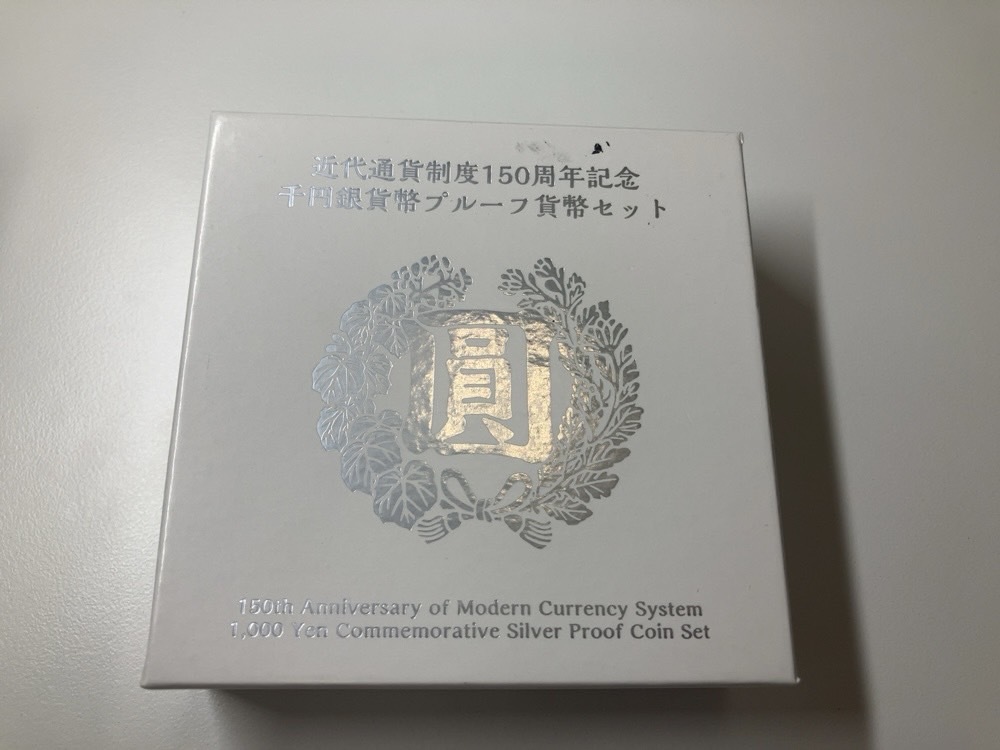 近代通貨制度150周年記念
千円銀貨幣プルーフ貨幣セット
圓
150th Anniversary of Modern Currency System
1,000 Yen Commemorative Silver Proof Coin Set